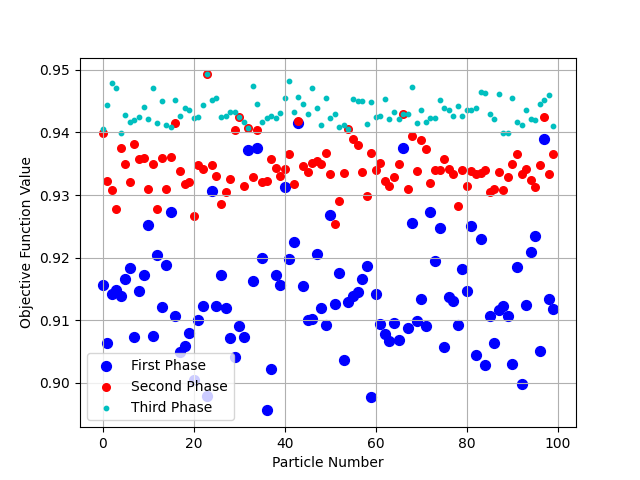 0.95
0.94
0.93
0.92
0.91
0.90
Objective Function Value
First Phase
Second Phase
Third Phase
0 20 40 60 80 100
Particle Number